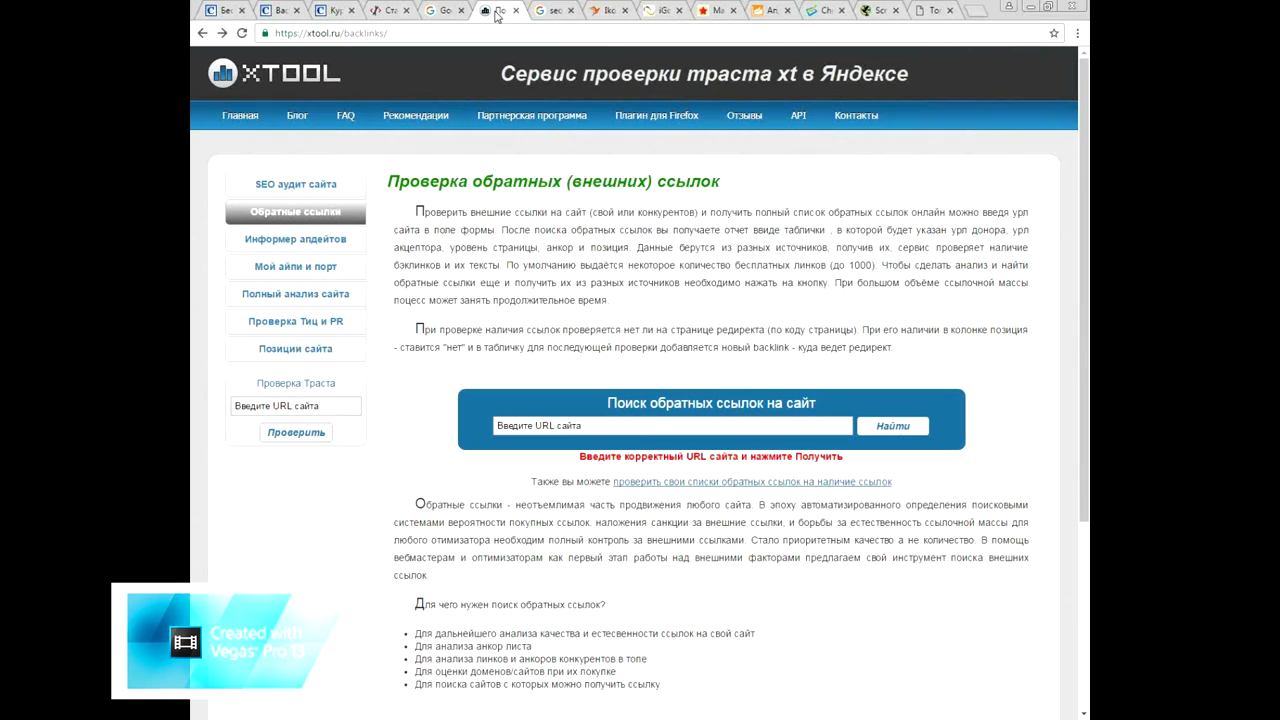 https://xtool.ru/backlinks/
XTOOL
Сервис проверки траста xt в Яндексе
Главная
Блог
FAQ
Рекомендации
Партнерская программа
Плагин для Firefox
Отзывы
API
Контакты
SEO аудит сайта
Обратные ссылки
Информер апдейтов
Мой айпи и порт
Полный анализ сайта
Проверка Тиц и PR
Позиции сайта
Проверка Траста
Введите URL сайта
Проверить
Проверка обратных (внешних) ссылок
Проверить внешние ссылки на сайт (свой или конкурентов) и получить полный список обратных ссылок онлайн можно введя урл
сайта в поле формы. После поиска обратных ссылок вы получаете отчет ввиде таблички , в которой будет указан урл донора, урл
акцептора, уровень страницы, анкор и позиция. Данные берутся из разных источников, получив их, сервис проверяет наличие
бэклинков и их тексты. По умолчанию выдаётся некоторое количество бесплатных линков (до 1000). Чтобы сделать анализ и найти
обратные ссылки еще и получить их из разных источников необходимо нажать на кнопку. При большом объёме ссылочной массы
поцесс может занять продолжительное время.
При проверке наличия ссылок проверяется нет ли на странице редиректа (по коду страницы). При его наличии в колонке позиция
- ставится "нет" и в табличку для последующей проверки добавляется новый backlink - куда ведет редирект.
Поиск обратных ссылок на сайт
Введите URL сайта
Найти
Введите корректный URL сайта и нажмите Получить
Также вы можете проверить свои списки обратных ссылок на наличие ссылок
Обратные ссылки - неотъемлимая часть продвижения любого сайта. В эпоху автоматизированного определения поисковыми
системами вероятности покупных ссылок, наложения санкции за внешние ссылки, и борьбы за естественность ссылочной массы для
любого отимизатора необходим полный контроль за внешними ссылками. Стало приоритетным качество а не количество. В помощь
вебмастерам и оптимизаторам как первый этап работы над внешними факторами предлагаем свой инструмент поиска внешних
ссылок.
Для чего нужен поиск обратных ссылок?
Для дальнейшего анализа качества и естесвенности ссылок на свой сайт
Для анализа анкор листа
Для анализа линков и анкоров конкурентов в топе
Для оценки доменов/сайтов при их покупке
Для поиска сайтов с которых можно получить ссылку
Created with
Vegas Pro 13